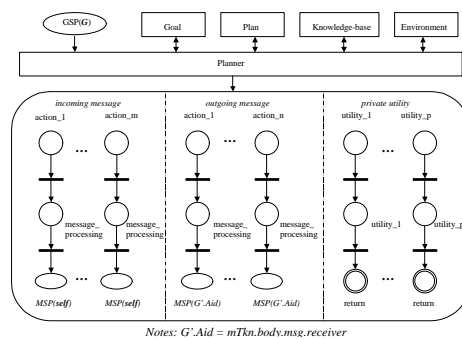 GSP(G)
Goal
Plan
Knowledge-base
Environment
Planner
incoming message
outgoing message
private utility
action_1
action_m
action_1
action_n
utility_1
utility_p
...
...
...
message_
processing
message_
processing
message_
processing
message_
processing
utility_1
utility_p
...
...
...
MSP(self)
MSP(self)
MSP(G'.Aid)
MSP(G'.Aid)
return
return
Notes: G'.Aid = mTkn.body.msg.receiver